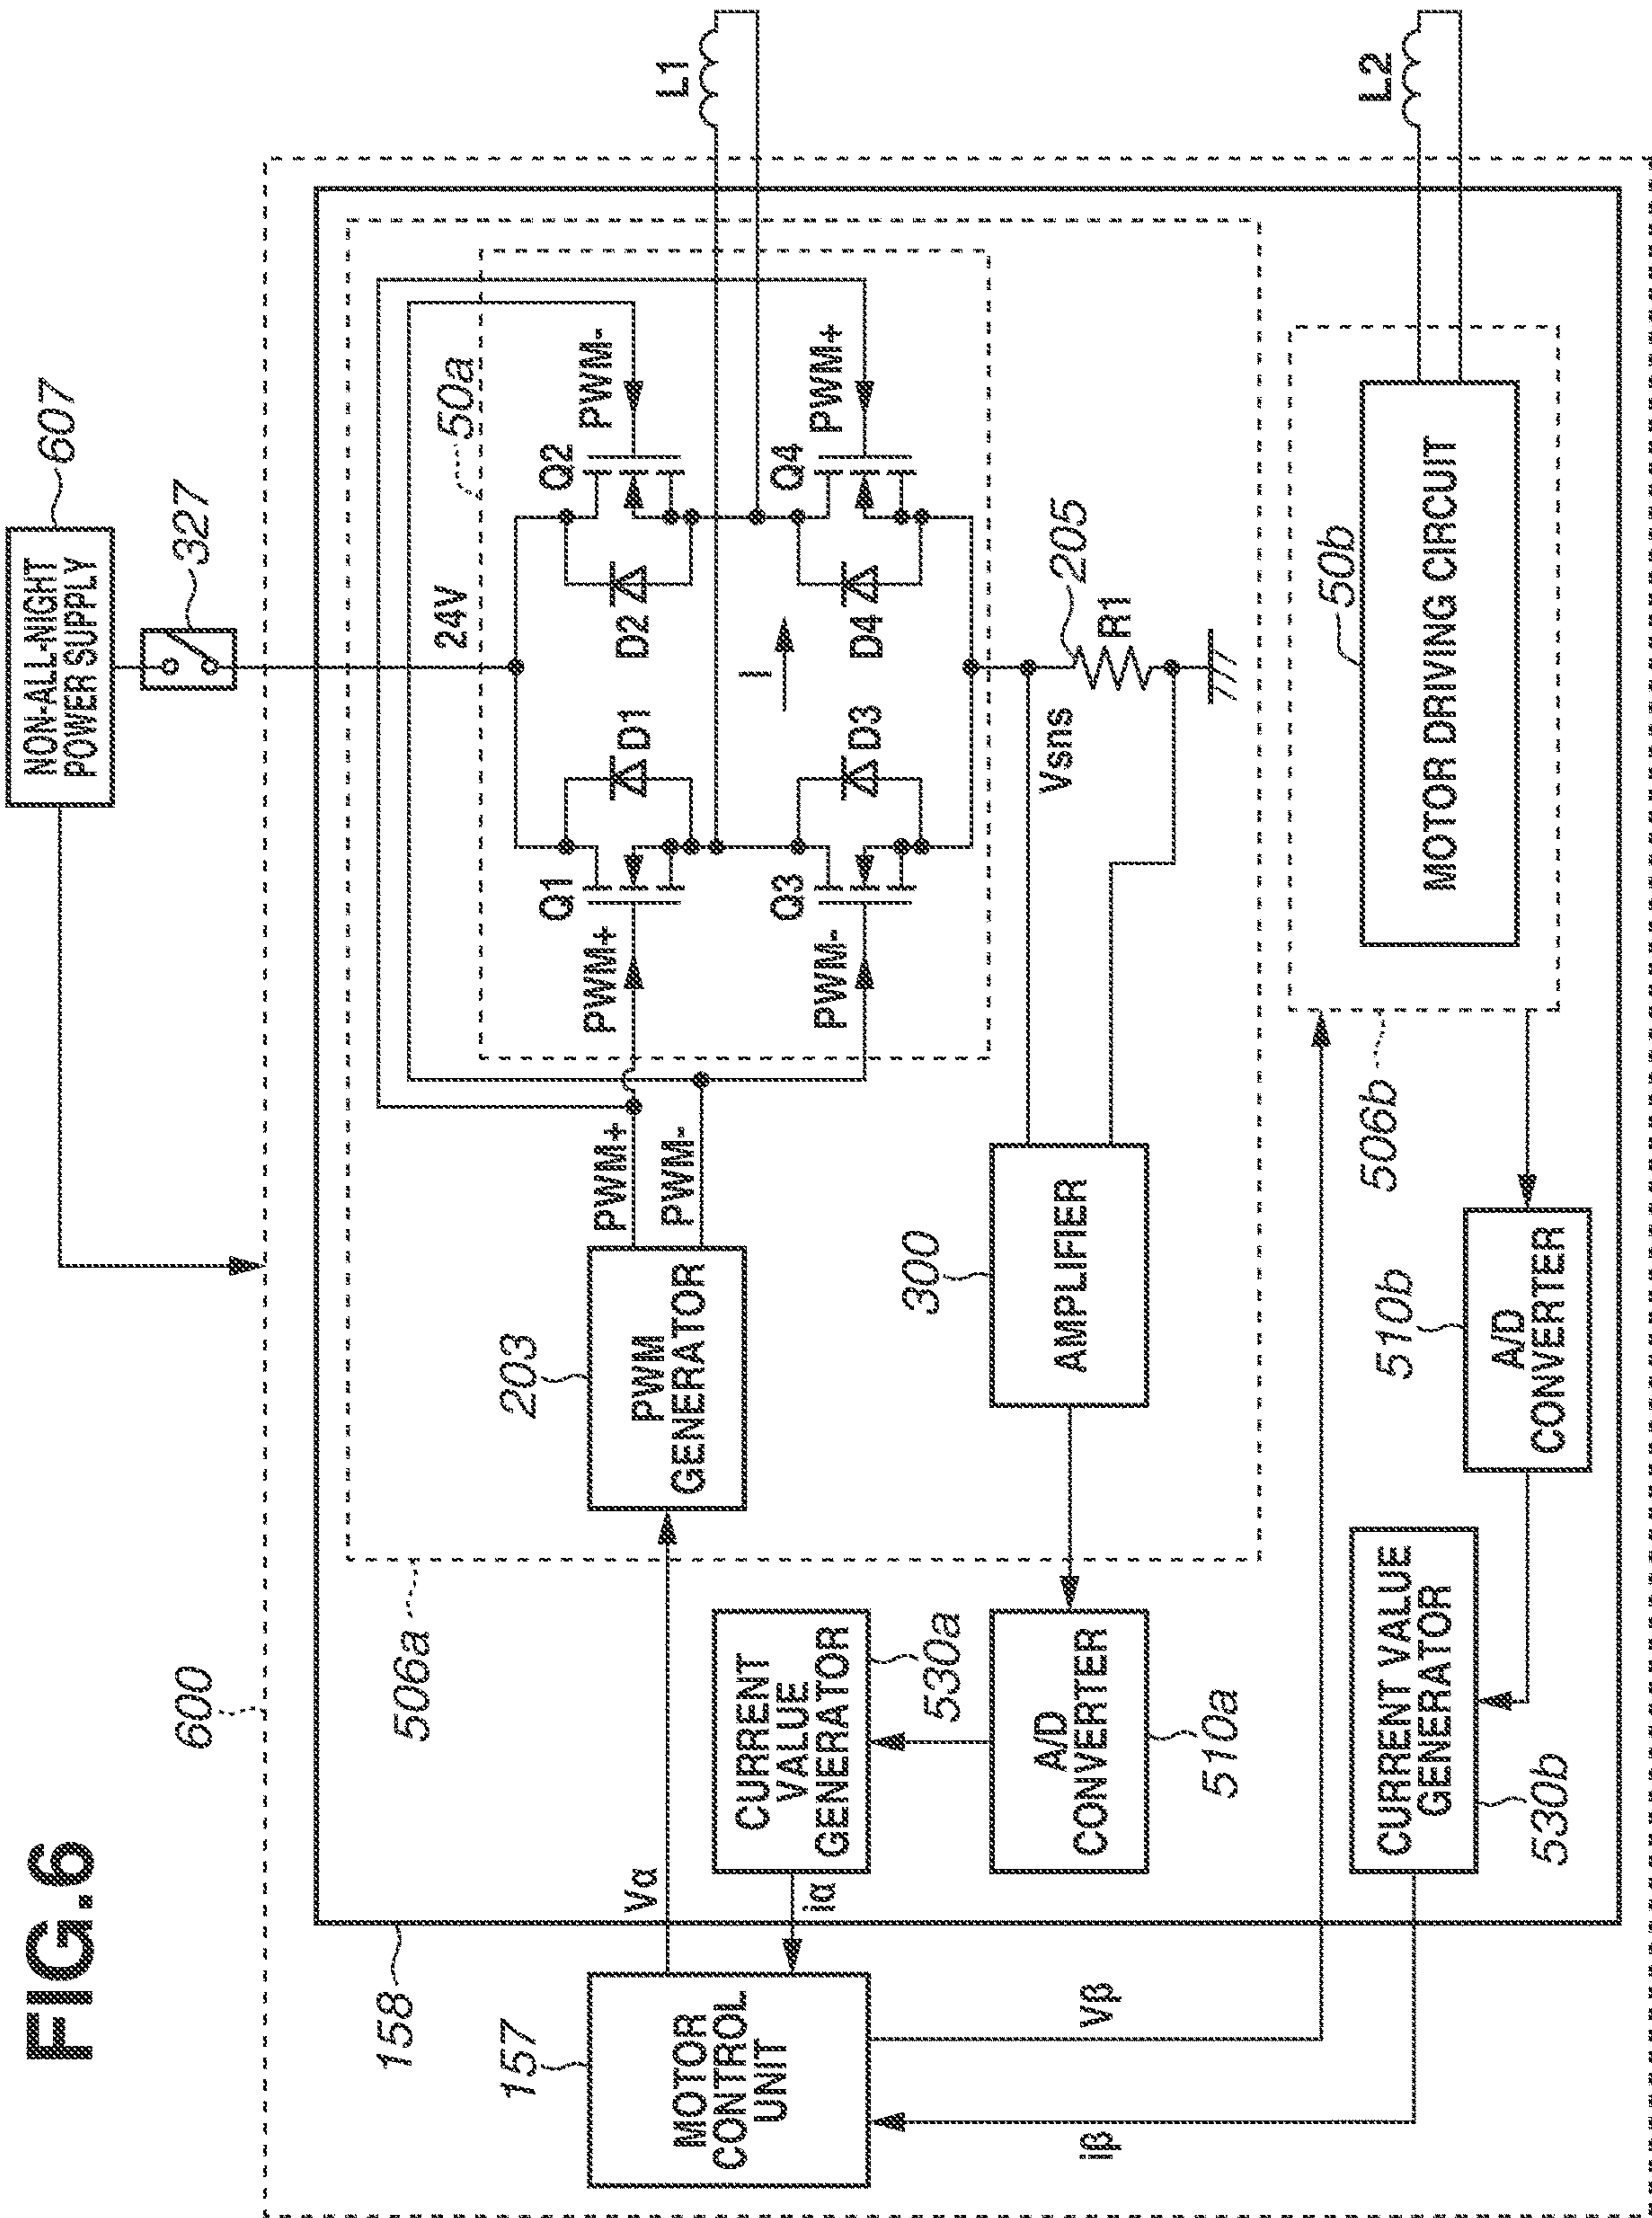 FIG.6
NON-ALL-NIGHT
POWER SUPPLY
607
327
600
158
506a
24V
50a
157
MOTOR
CONTROL
UNIT
Vα
iα
203
PWM
GENERATOR
PWM+
PWM-
PWM+
Q1
D1
D2
Q2
PWM-
L1
I
PWM-
Q3
D3
D4
Q4
PWM+
CURRENT
VALUE
GENERATOR
530a
A/D
CONVERTER
510a
300
AMPLIFIER
Vsns
205
R1
Vβ
iβ
506b
50b
MOTOR DRIVING CIRCUIT
L2
510b
A/D
CONVERTER
CURRENT VALUE
GENERATOR
530b